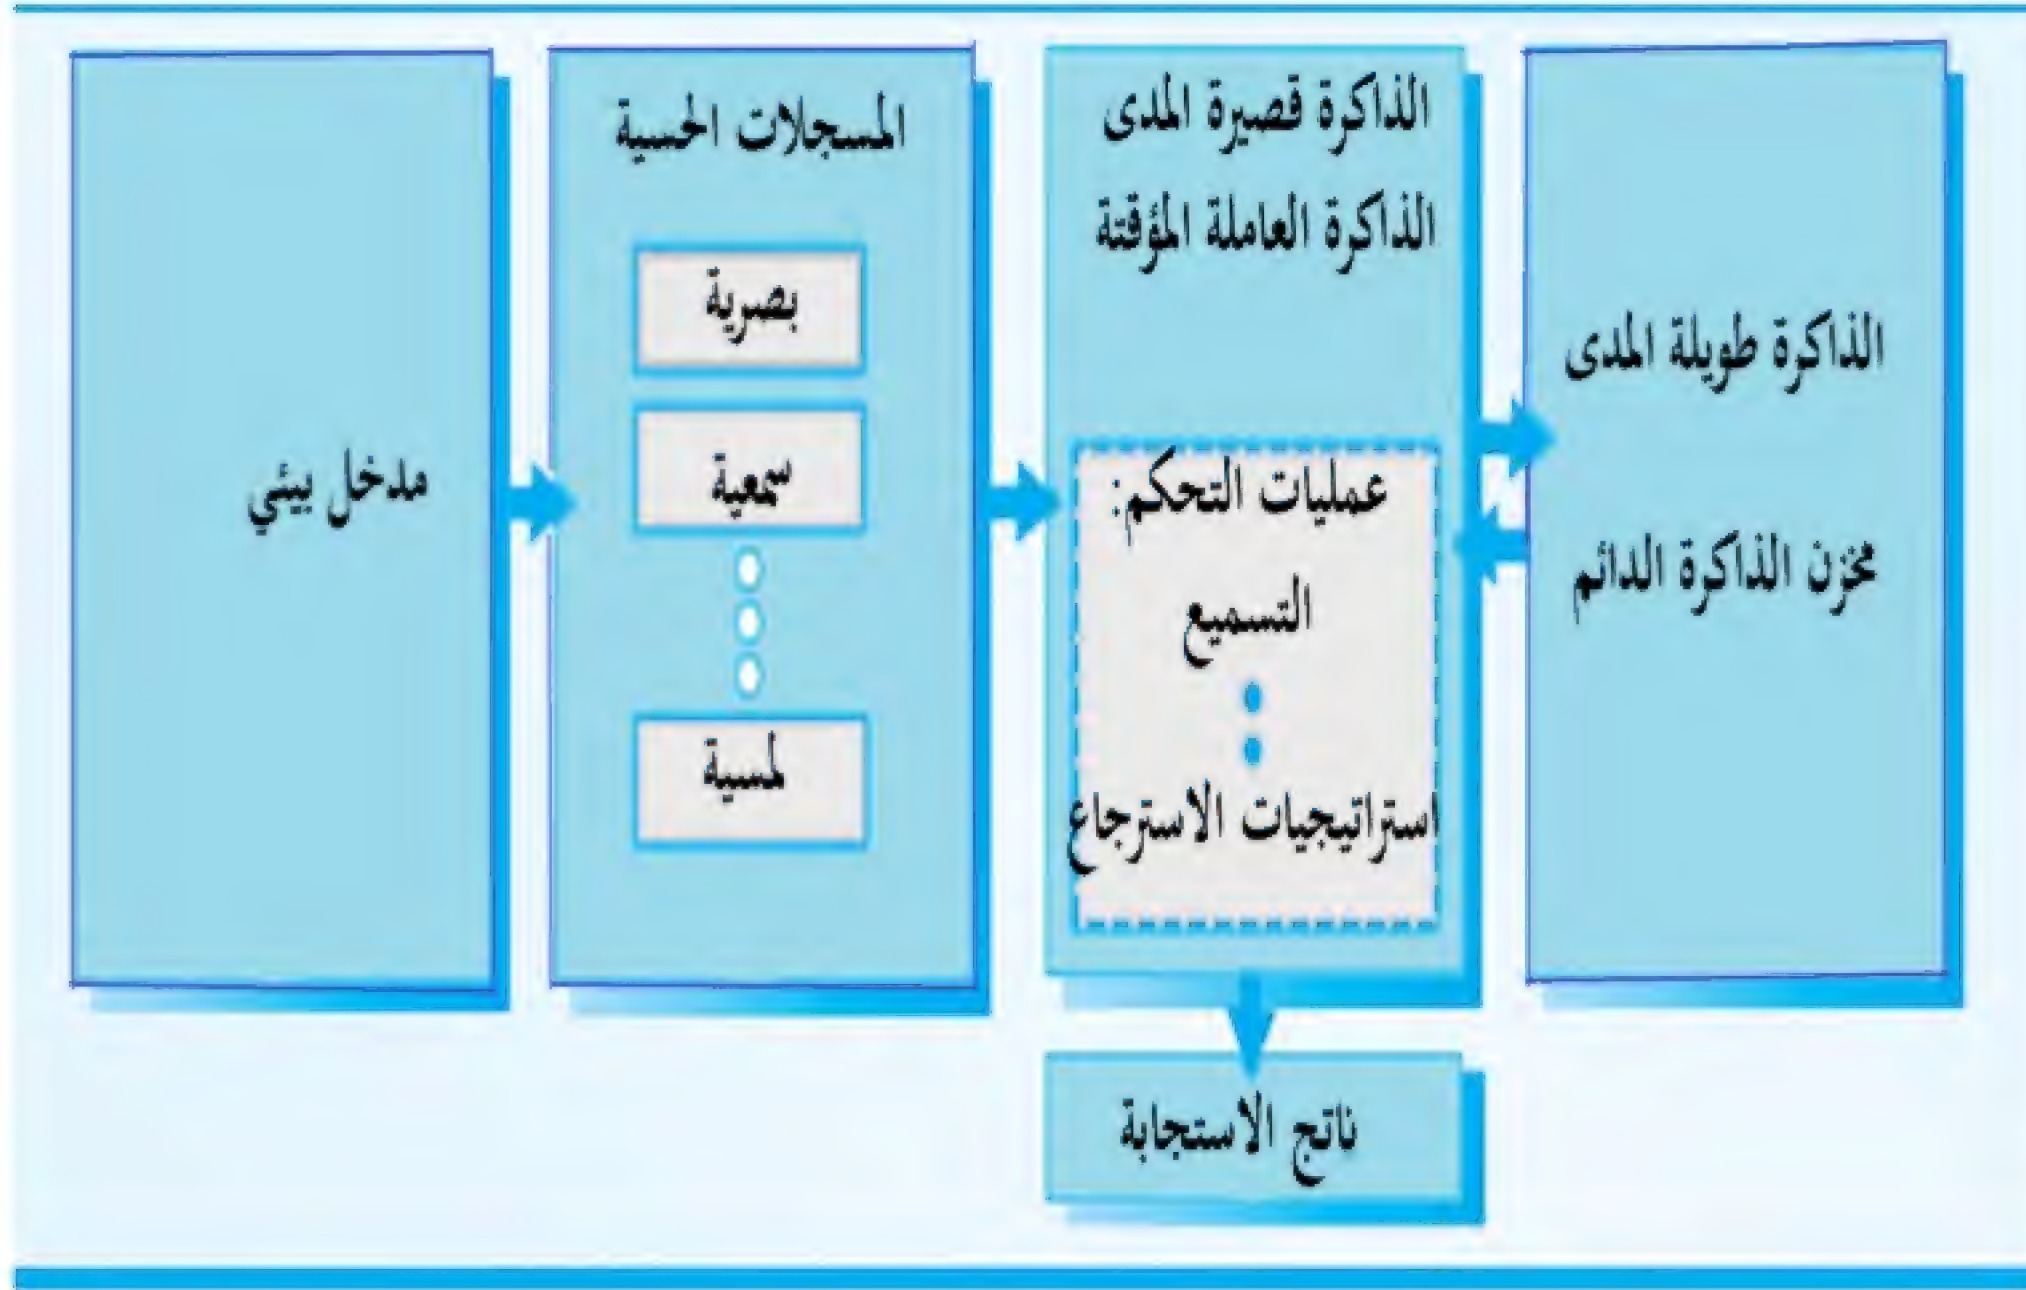 مدخل بيئي
المسجلات الحسية
بصرية
سمعية
لمسية
الذاكرة قصيرة المدى
الذاكرة العاملة المؤقتة
عمليات التحكم:
التسميع
استراتيجيات الاسترجاع
الذاكرة طويلة المدى
مخزن الذاكرة الدائم
ناتج الاستجابة